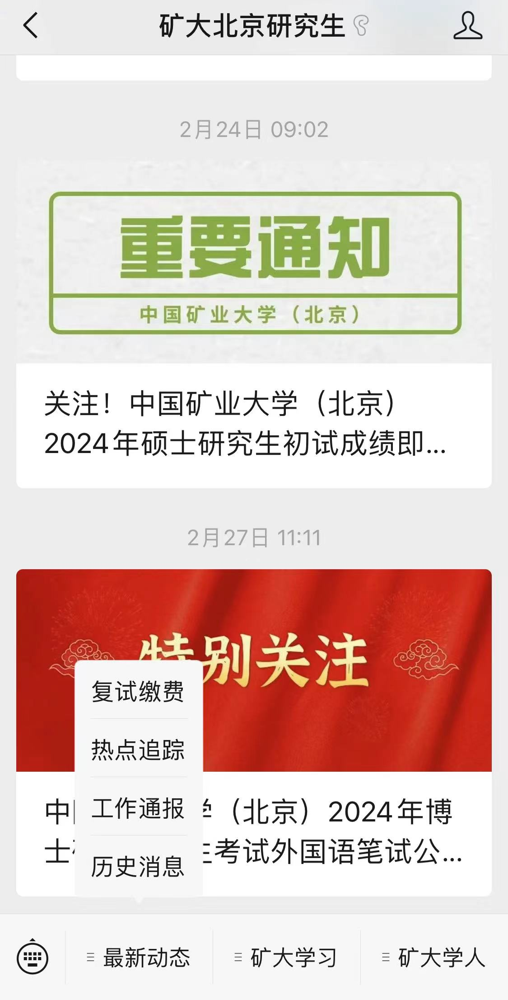 矿大北京研究生
2月24日 09:02
重要通知
中国矿业大学（北京）
关注！中国矿业大学（北京）
2024年硕士研究生初试成绩即...
2月27日 11:11
特别关注
复试缴费
热点追踪
工作通报
历史消息
中 学（北京）2024年博
士 生考试外国语笔试公...
最新动态
矿大学习
矿大学人